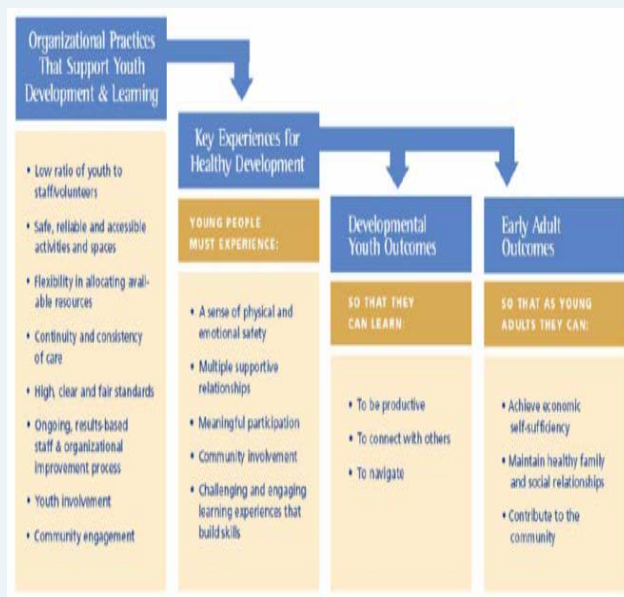 Organizational Practices
That Support Youth
Development & Learning
• Low ratio of youth to
staff/volunteers
• Safe, reliable and accessible
activities and spaces
• Flexibility in allocating avail-
able resources
• Continuity and consistency
of care
• High, clear and fair standards
• Ongoing, results-based
staff & organizational
improvement process
• Youth involvement
• Community engagement
Key Experiences for
Healthy Development
YOUNG PEOPLE
MUST EXPERIENCE:
• A sense of physical and
emotional safety
• Multiple supportive
relationships
• Meaningful partcipation
• Community involvement
• Challenging and engaging
learning experiences that
build skills
Developmental
Youth Outcomes
SO THAT THEY
CAN LEARN:
• To be productive
• To connect with others
• To navigate
Early Adult
Outcomes
SO THAT AS YOUNG
ADULTS THEY CAN:
• Achieve economic
self-sufficiency
• Maintain healthy family
and social relationships
• Contribute to the
community